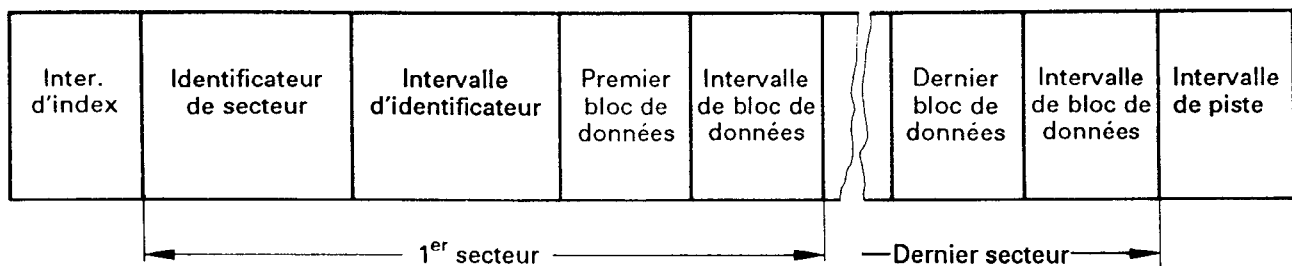 Inter.
d'index
Identificateur
de secteur
Intervalle
d'identificateur
Premier
bloc de
données
Intervalle
de bloc de
données
Dernier
bloc de
données
Intervalle
de bloc de
données
Intervalle
de piste
1er secteur
Dernier secteur